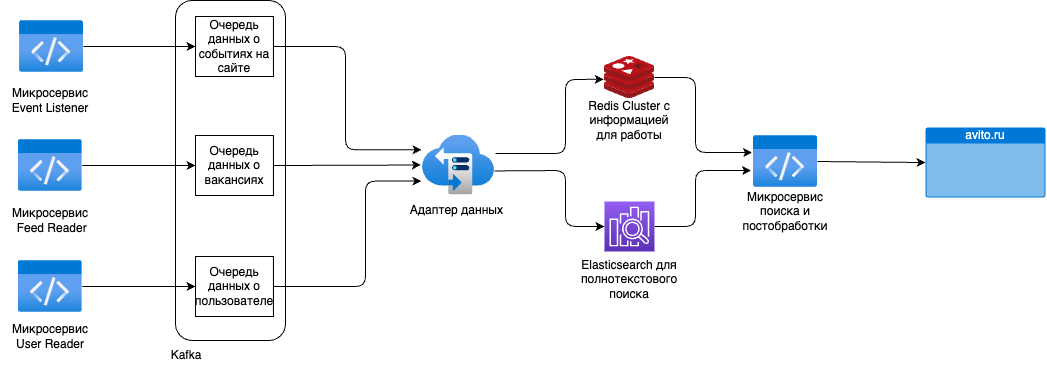 Микросервис
Event Listener
Очередь
данных о
событиях на
сайте
Микросервис
Feed Reader
Очередь
данных о
вакансиях
Микросервис
User Reader
Очередь
данных о
пользователе
Kafka
Адаптер данных
Redis Cluster с
информацией
для работы
Elasticsearch для
полнотекстового
поиска
Микросервис
поиска и
постобработки
avito.ru